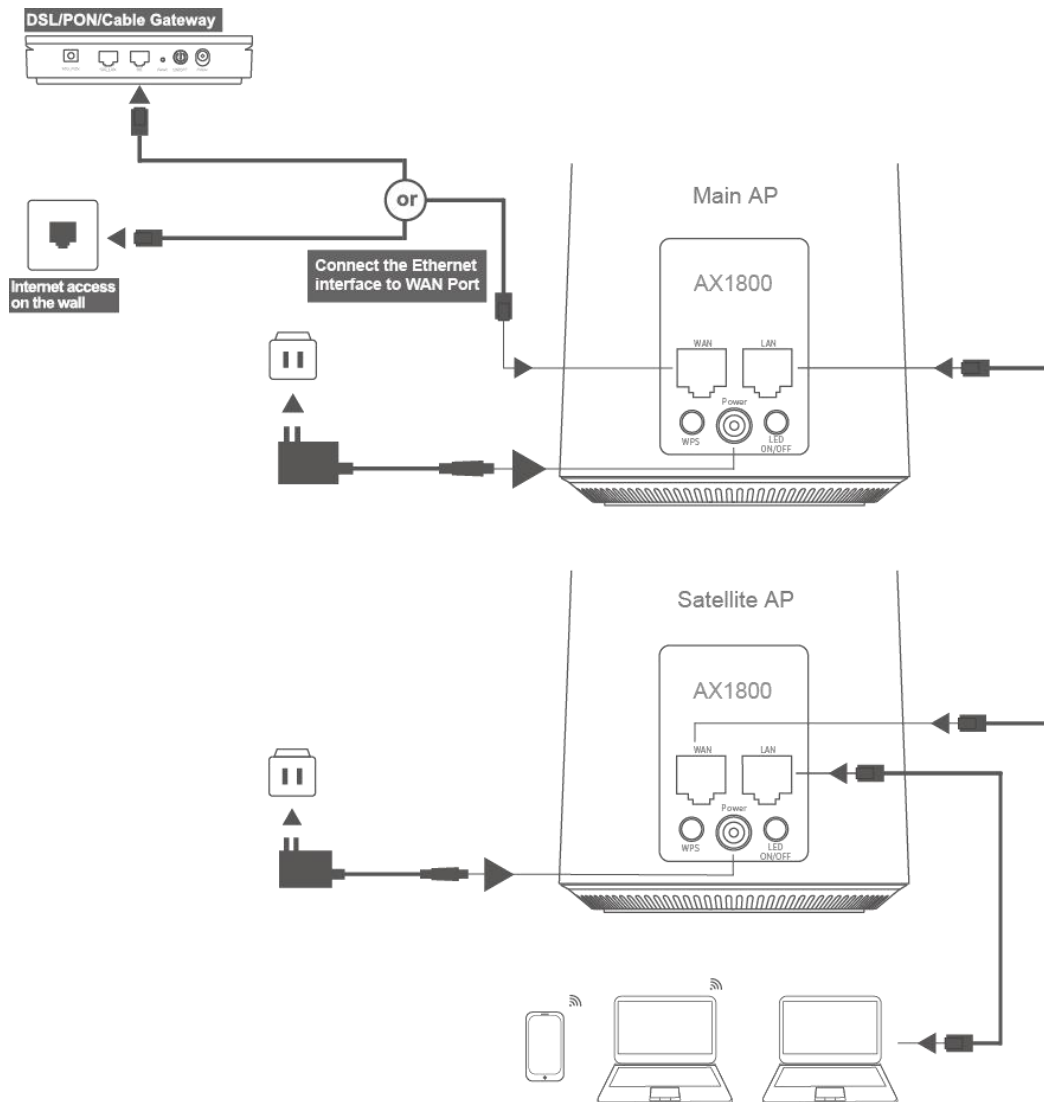 DSL/PON/Cable Gateway
or
Internet access
on the wall
Connect the Ethernet
interface to WAN Port
Main AP
AX1800
WAN LAN
Power
WPS
LED
ON/OFF
Satellite AP
AX1800
WAN LAN
Power
WPS
LED
ON/OFF